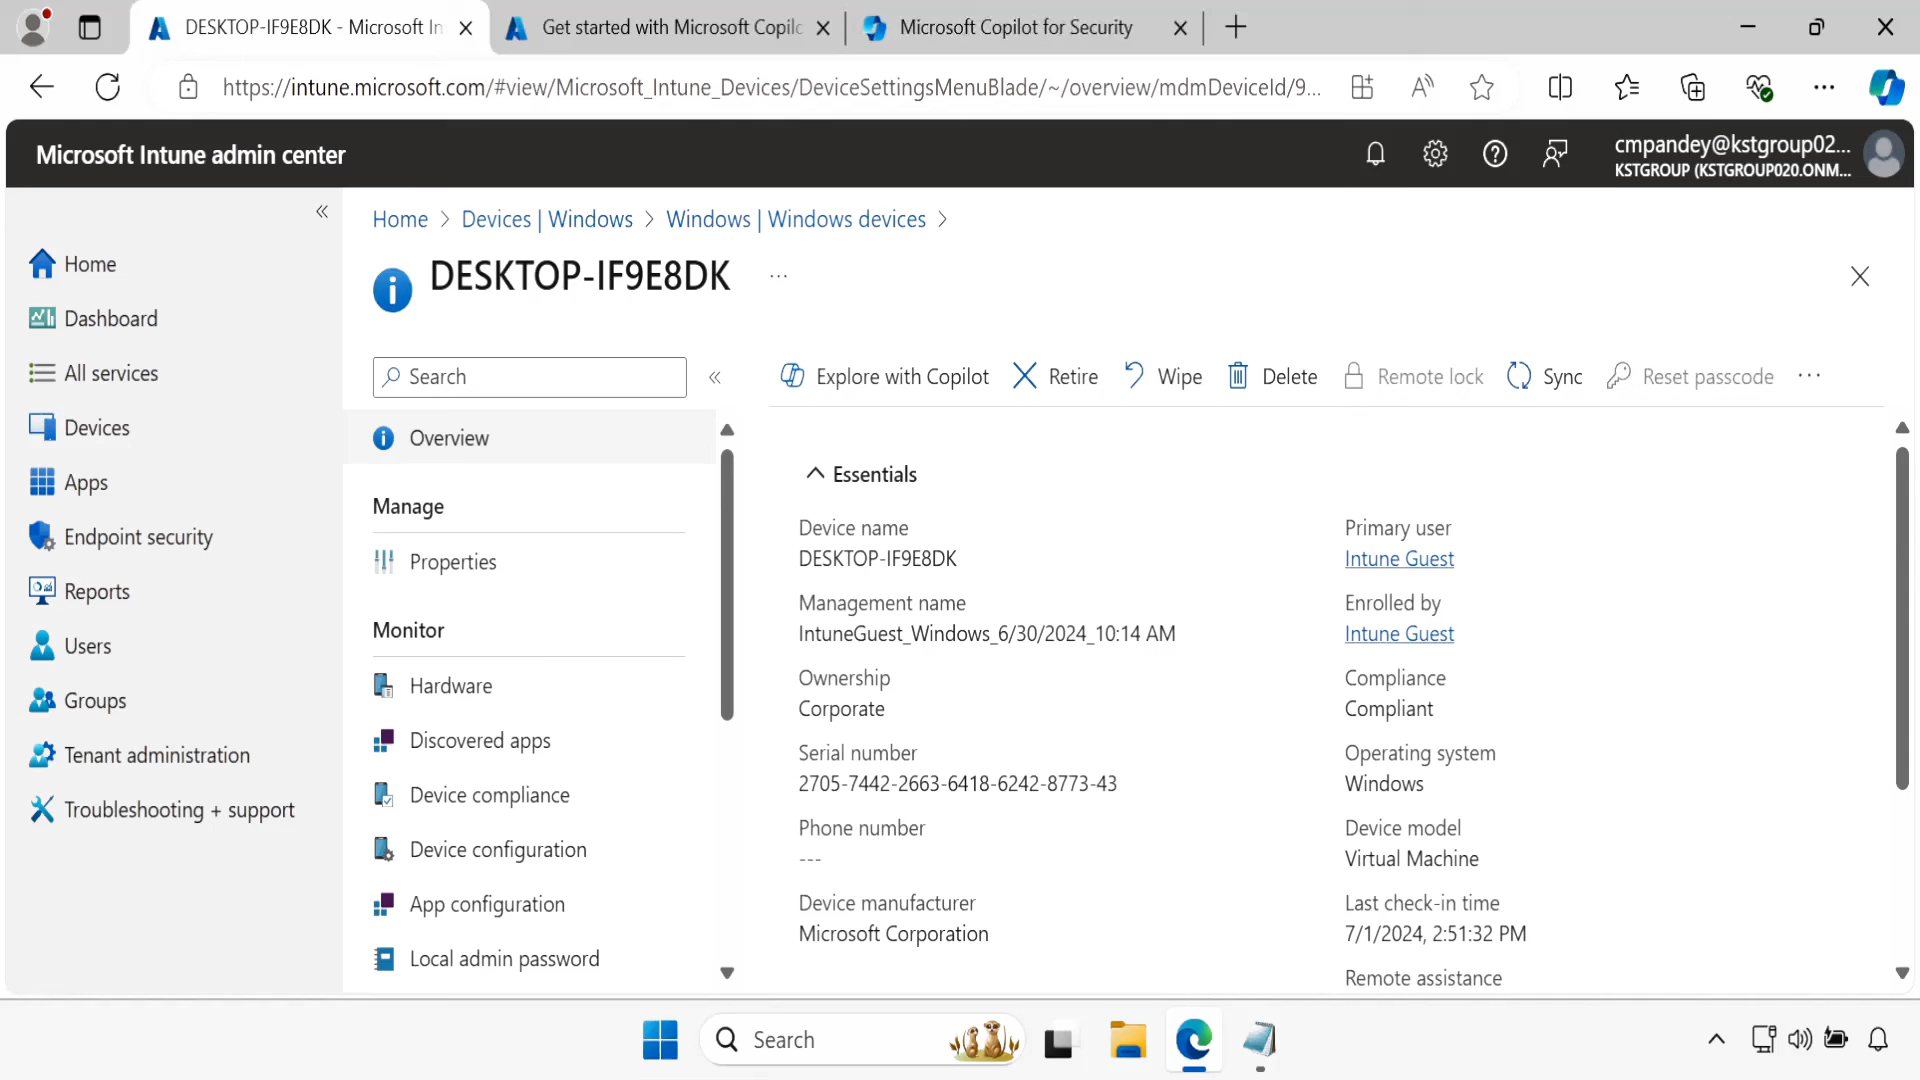 DESKTOP-IF9E8DK - Microsoft In
Get started with Microsoft Copilo
Microsoft Copilot for Security
https://intune.microsoft.com/#view/Microsoft_Intune_Devices/DeviceSettingsMenuBlade/~/overview/mdmDeviceId/9...
Microsoft Intune admin center
cmpandey@kstgroup02...
KSTGROUP (KSTGROUP020.ONM...
Home
Dashboard
All services
Devices
Apps
Endpoint security
Reports
Users
Groups
Tenant administration
Troubleshooting + support
Home > Devices | Windows > Windows | Windows devices >
DESKTOP-IF9E8DK ...
Search
Overview
Manage
Properties
Monitor
Hardware
Discovered apps
Device compliance
Device configuration
App configuration
Local admin password
Explore with Copilot Retire Wipe Delete Remote lock Sync Reset passcode ...
Essentials
Device name
DESKTOP-IF9E8DK
Management name
IntuneGuest_Windows_6/30/2024_10:14 AM
Ownership
Corporate
Serial number
2705-7442-2663-6418-6242-8773-43
Phone number
---
Device manufacturer
Microsoft Corporation
Primary user
Intune Guest
Enrolled by
Intune Guest
Compliance
Compliant
Operating system
Windows
Device model
Virtual Machine
Last check-in time
7/1/2024, 2:51:32 PM
Remote assistance
Search